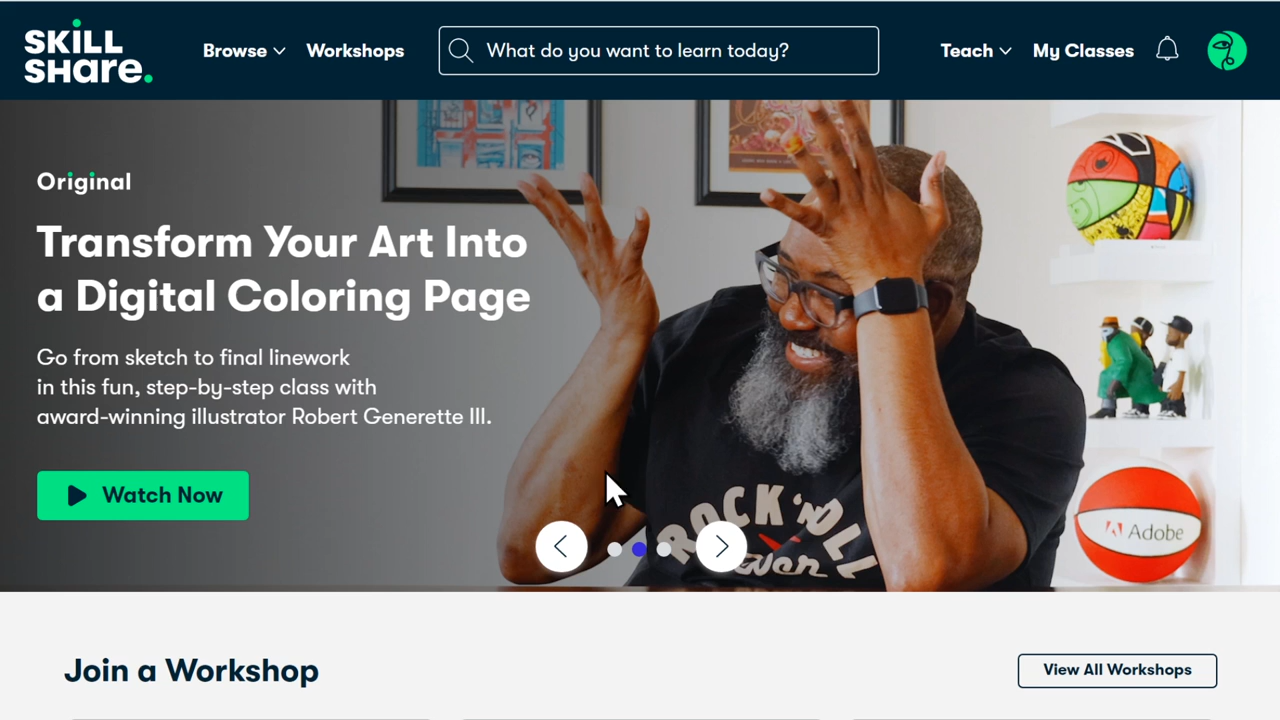 SKILL
SHARE.
Browse
Workshops
What do you want to learn today?
Teach
My Classes
Original
Transform Your Art Into
a Digital Coloring Page
Go from sketch to final linework
in this fun, step-by-step class with
award-winning illustrator Robert Generette III.
Watch Now
ROCK 'N ROLL
Adobe
Join a Workshop
View All Workshops